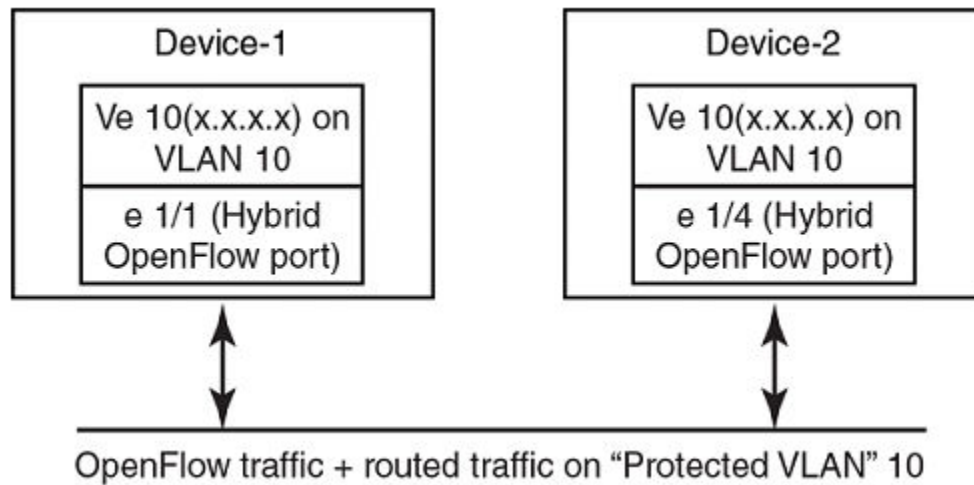 Device-1
Ve 10(x.x.x.x) on
VLAN 10
e 1/1 (Hybrid
OpenFlow port)
Device-2
Ve 10(x.x.x.x) on
VLAN 10
e 1/4 (Hybrid
OpenFlow port)
OpenFlow traffic + routed traffic on “Protected VLAN” 10